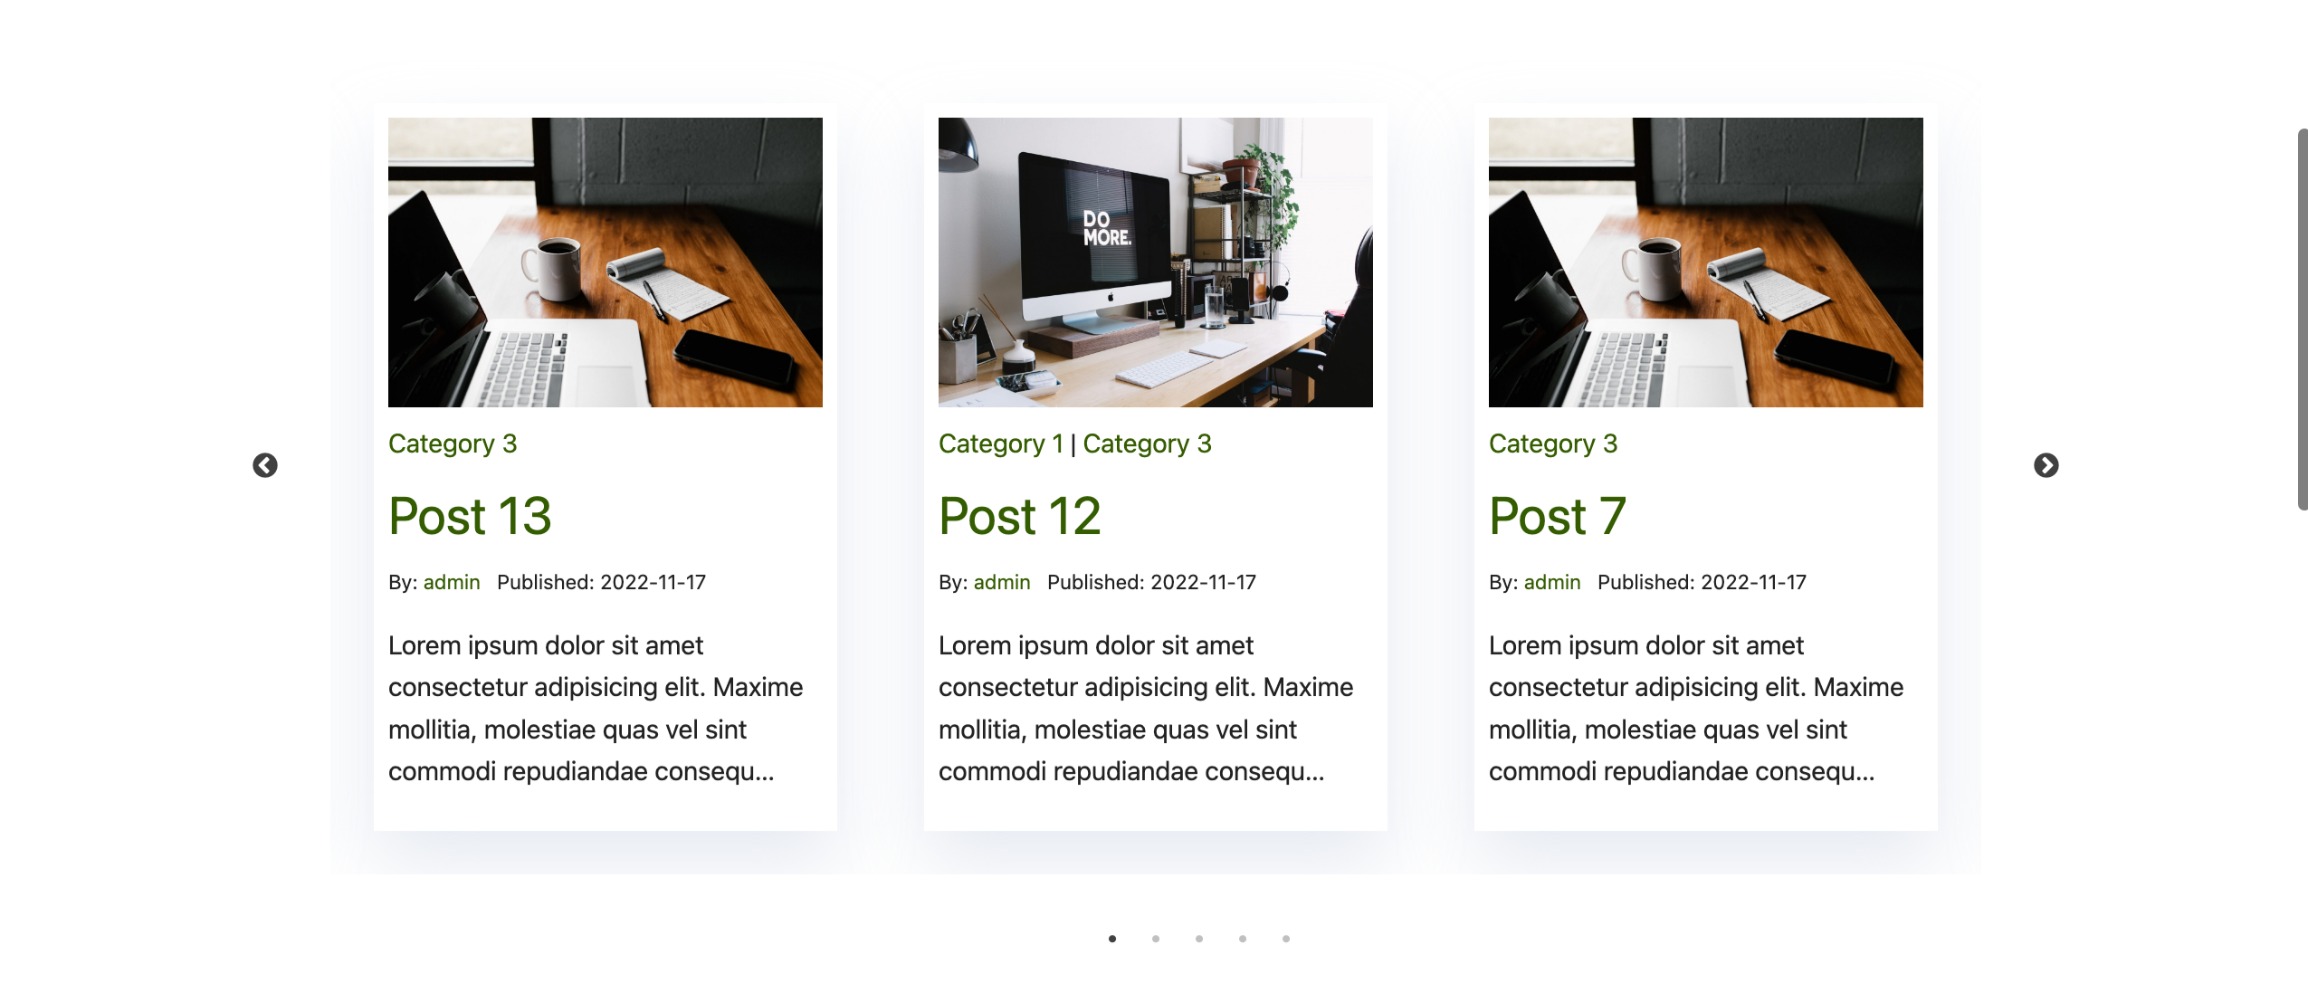 DO
MORE.
Category 3
Post 13
By: admin Published: 2022-11-17
Lorem ipsum dolor sit amet
consectetur adipisicing elit. Maxime
mollitia, molestiae quas vel sint
commodi repudiandae consequ...
Category 1 | Category 3
Post 12
By: admin Published: 2022-11-17
Lorem ipsum dolor sit amet
consectetur adipisicing elit. Maxime
mollitia, molestiae quas vel sint
commodi repudiandae consequ...
Category 3
Post 7
By: admin Published: 2022-11-17
Lorem ipsum dolor sit amet
consectetur adipisicing elit. Maxime
mollitia, molestiae quas vel sint
commodi repudiandae consequ...